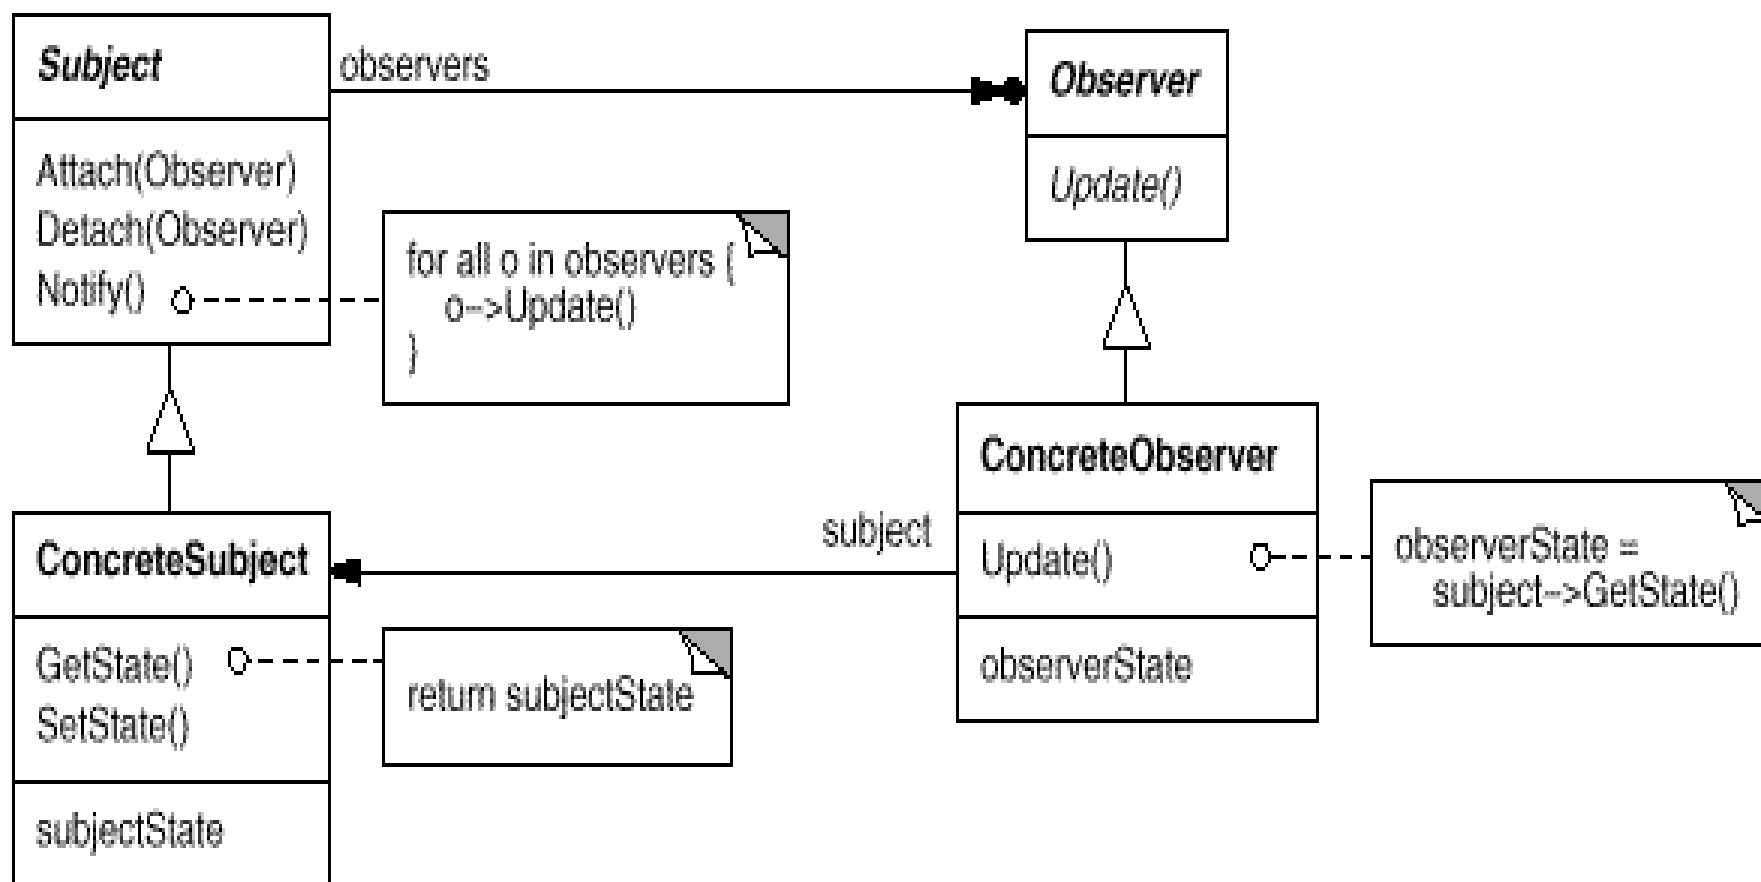 Subject
observers
Observer
Attach(Observer)
Detach(Observer)
Notify()
for all o in observers {
o–>Update()
}
Update()
ConcreteObserver
subject
Update()
observerState =
subject–>GetState()
observerState
ConcreteSubject
GetState()
SetState()
return subjectState
subjectState